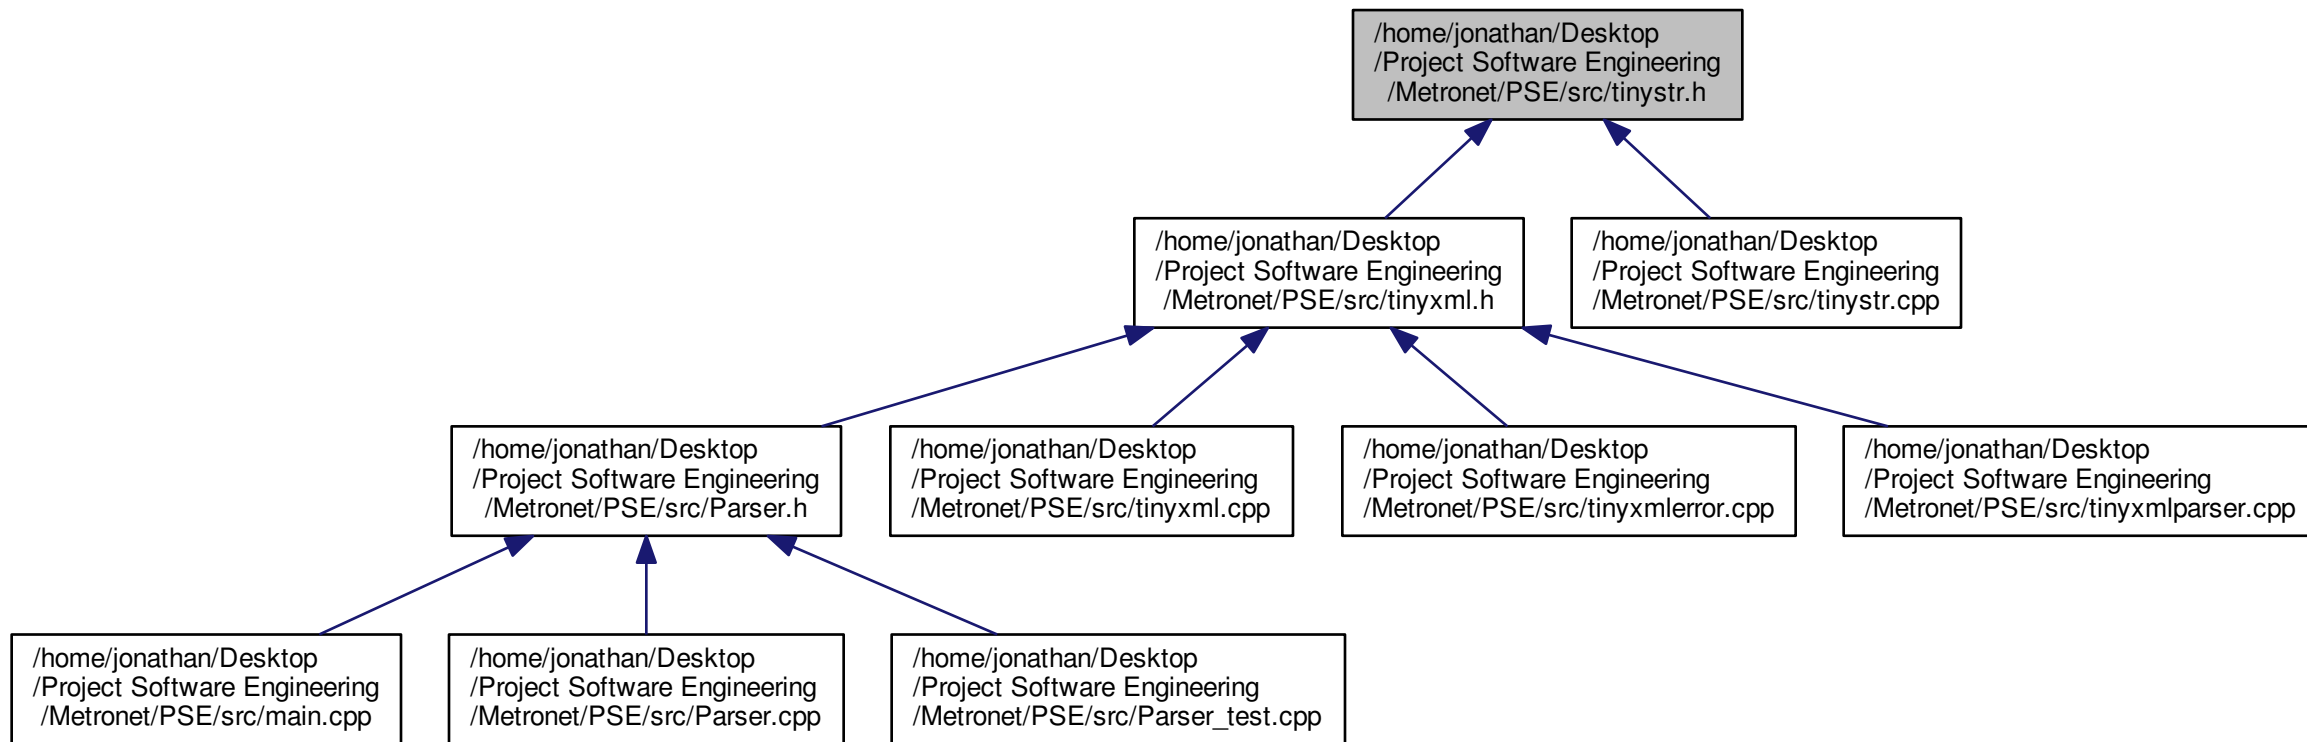 /home/jonathan/Desktop
/Project Software Engineering
/Metronet/PSE/src/tinystr.h
/home/jonathan/Desktop
/Project Software Engineering
/Metronet/PSE/src/tinyxml.h
/home/jonathan/Desktop
/Project Software Engineering
/Metronet/PSE/src/tinystr.cpp
/home/jonathan/Desktop
/Project Software Engineering
/Metronet/PSE/src/Parser.h
/home/jonathan/Desktop
/Project Software Engineering
/Metronet/PSE/src/tinyxml.cpp
/home/jonathan/Desktop
/Project Software Engineering
/Metronet/PSE/src/tinyxmlerror.cpp
/home/jonathan/Desktop
/Project Software Engineering
/Metronet/PSE/src/tinyxmlparser.cpp
/home/jonathan/Desktop
/Project Software Engineering
/Metronet/PSE/src/main.cpp
/home/jonathan/Desktop
/Project Software Engineering
/Metronet/PSE/src/Parser.cpp
/home/jonathan/Desktop
/Project Software Engineering
/Metronet/PSE/src/Parser_test.cpp